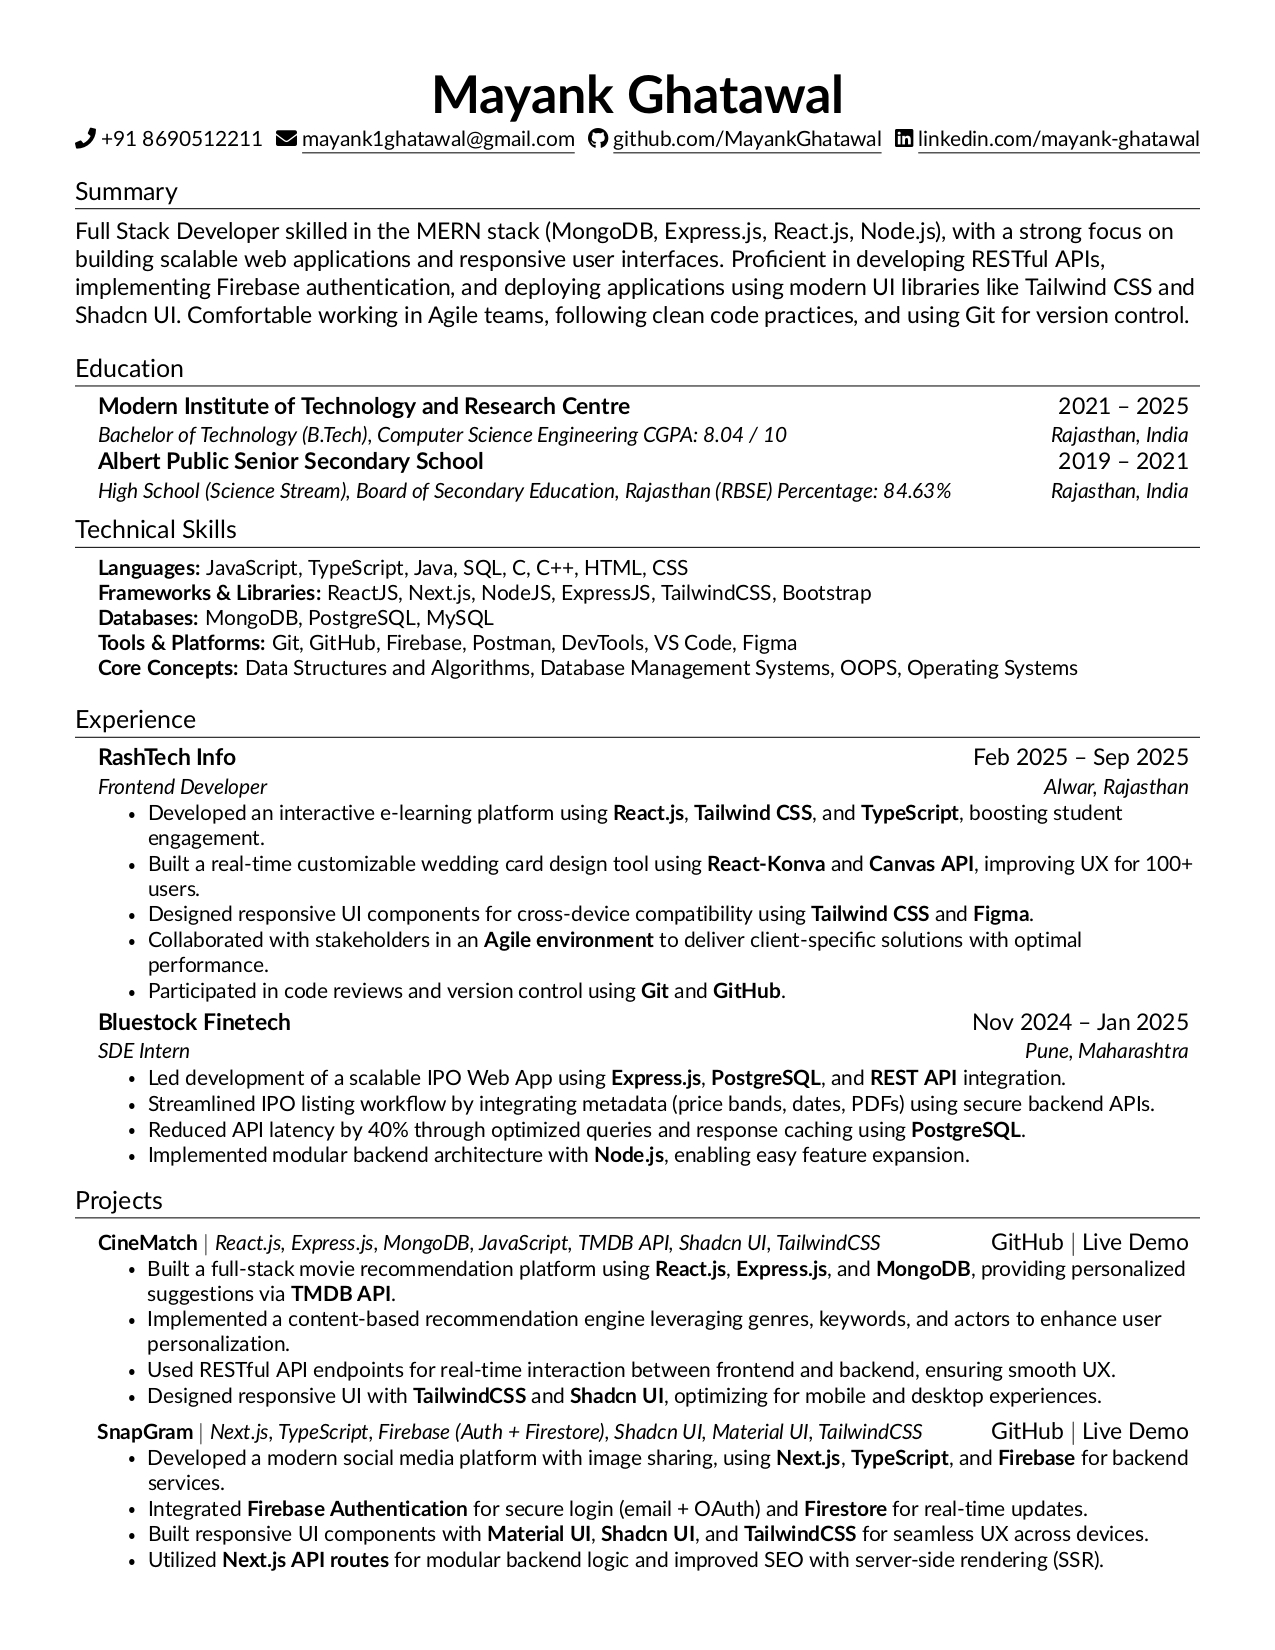 Mayank Ghatawal
+91 8690512211 mayank1ghatawal@gmail.com github.com/MayankGhatawal linkedin.com/mayank-ghatawal
Summary
Full Stack Developer skilled in the MERN stack (MongoDB, Express.js, React.js, Node.js), with a strong focus on
building scalable web applications and responsive user interfaces. Proficient in developing RESTful APIs,
implementing Firebase authentication, and deploying applications using modern UI libraries like Tailwind CSS and
Shadcn UI. Comfortable working in Agile teams, following clean code practices, and using Git for version control.
Education
Modern Institute of Technology and Research Centre 2021 – 2025
Bachelor of Technology (B.Tech), Computer Science Engineering CGPA: 8.04 / 10 Rajasthan, India
Albert Public Senior Secondary School 2019 – 2021
High School (Science Stream), Board of Secondary Education, Rajasthan (RBSE) Percentage: 84.63% Rajasthan, India
Technical Skills
Languages: JavaScript, TypeScript, Java, SQL, C, C++, HTML, CSS
Frameworks & Libraries: ReactJS, Next.js, NodeJS, ExpressJS, TailwindCSS, Bootstrap
Databases: MongoDB, PostgreSQL, MySQL
Tools & Platforms: Git, GitHub, Firebase, Postman, DevTools, VS Code, Figma
Core Concepts: Data Structures and Algorithms, Database Management Systems, OOPS, Operating Systems
Experience
RashTech Info Feb 2025 – Sep 2025
Frontend Developer Alwar, Rajasthan
• Developed an interactive e-learning platform using React.js, Tailwind CSS, and TypeScript, boosting student
engagement.
• Built a real-time customizable wedding card design tool using React-Konva and Canvas API, improving UX for 100+
users.
• Designed responsive UI components for cross-device compatibility using Tailwind CSS and Figma.
• Collaborated with stakeholders in an Agile environment to deliver client-specific solutions with optimal
performance.
• Participated in code reviews and version control using Git and GitHub.
Bluestock Finetech Nov 2024 – Jan 2025
SDE Intern Pune, Maharashtra
• Led development of a scalable IPO Web App using Express.js, PostgreSQL, and REST API integration.
• Streamlined IPO listing workflow by integrating metadata (price bands, dates, PDFs) using secure backend APIs.
• Reduced API latency by 40% through optimized queries and response caching using PostgreSQL.
• Implemented modular backend architecture with Node.js, enabling easy feature expansion.
Projects
CineMatch | React.js, Express.js, MongoDB, JavaScript, TMDB API, Shadcn UI, TailwindCSS GitHub | Live Demo
• Built a full-stack movie recommendation platform using React.js, Express.js, and MongoDB, providing personalized
suggestions via TMDB API.
• Implemented a content-based recommendation engine leveraging genres, keywords, and actors to enhance user
personalization.
• Used RESTful API endpoints for real-time interaction between frontend and backend, ensuring smooth UX.
• Designed responsive UI with TailwindCSS and Shadcn UI, optimizing for mobile and desktop experiences.
SnapGram | Next.js, TypeScript, Firebase (Auth + Firestore), Shadcn UI, Material UI, TailwindCSS GitHub | Live Demo
• Developed a modern social media platform with image sharing, using Next.js, TypeScript, and Firebase for backend
services.
• Integrated Firebase Authentication for secure login (email + OAuth) and Firestore for real-time updates.
• Built responsive UI components with Material UI, Shadcn UI, and TailwindCSS for seamless UX across devices.
• Utilized Next.js API routes for modular backend logic and improved SEO with server-side rendering (SSR).